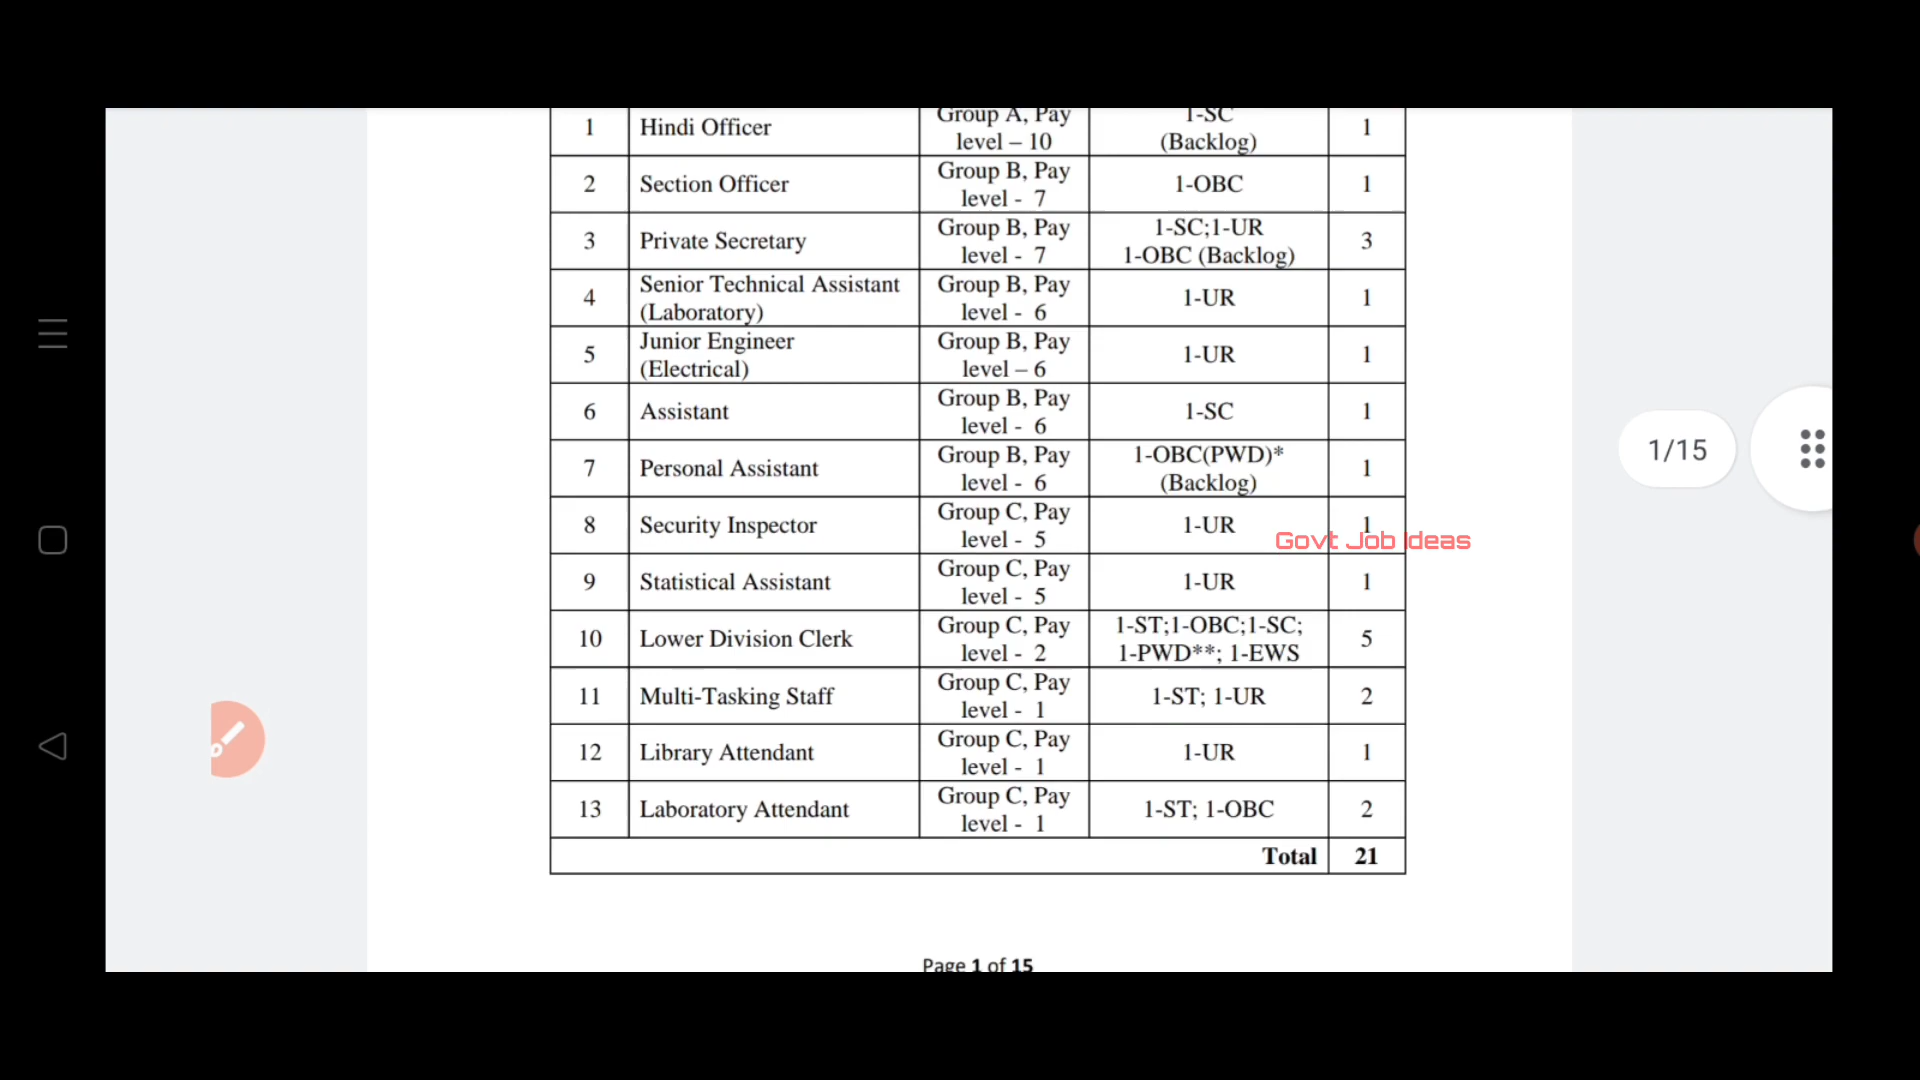 1 Hindi Officer Group A, Pay level – 10 1-SC (Backlog) 1
2 Section Officer Group B, Pay level - 7 1-OBC 1
3 Private Secretary Group B, Pay level - 7 1-SC;1-UR 1-OBC (Backlog) 3
4 Senior Technical Assistant (Laboratory) Group B, Pay level - 6 1-UR 1
5 Junior Engineer (Electrical) Group B, Pay level – 6 1-UR 1
6 Assistant Group B, Pay level - 6 1-SC 1
7 Personal Assistant Group B, Pay level - 6 1-OBC(PWD)* (Backlog) 1
8 Security Inspector Group C, Pay level - 5 1-UR 1
Govt Job Ideas
9 Statistical Assistant Group C, Pay level - 5 1-UR 1
10 Lower Division Clerk Group C, Pay level - 2 1-ST;1-OBC;1-SC; 1-PWD**; 1-EWS 5
11 Multi-Tasking Staff Group C, Pay level - 1 1-ST; 1-UR 2
12 Library Attendant Group C, Pay level - 1 1-UR 1
13 Laboratory Attendant Group C, Pay level - 1 1-ST; 1-OBC 2
Total 21
Page 1 of 15
1/15